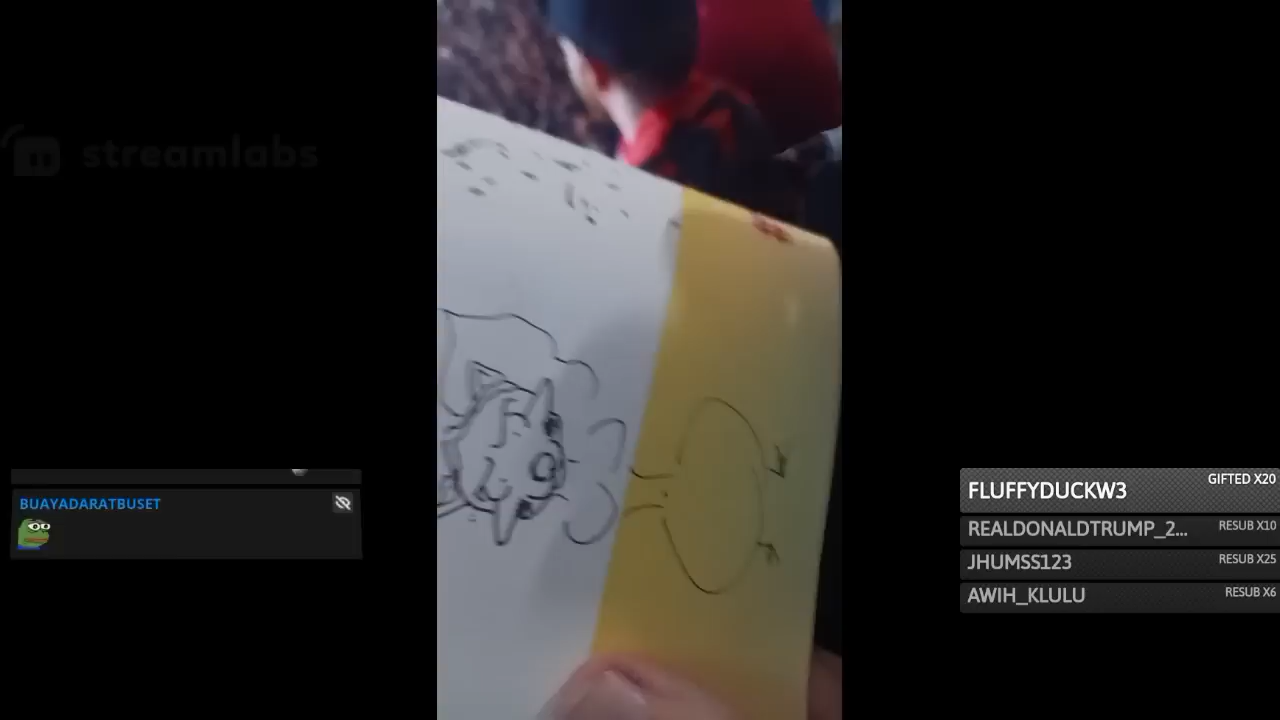 streamlabs
BUAYADARATBUSET
FLUFFYDUCKW3 GIFTED X20
REALDONALDTRUMP_2... RESUB X10
JHUMSS123 RESUB X25
AWIH_KLULU RESUB X6